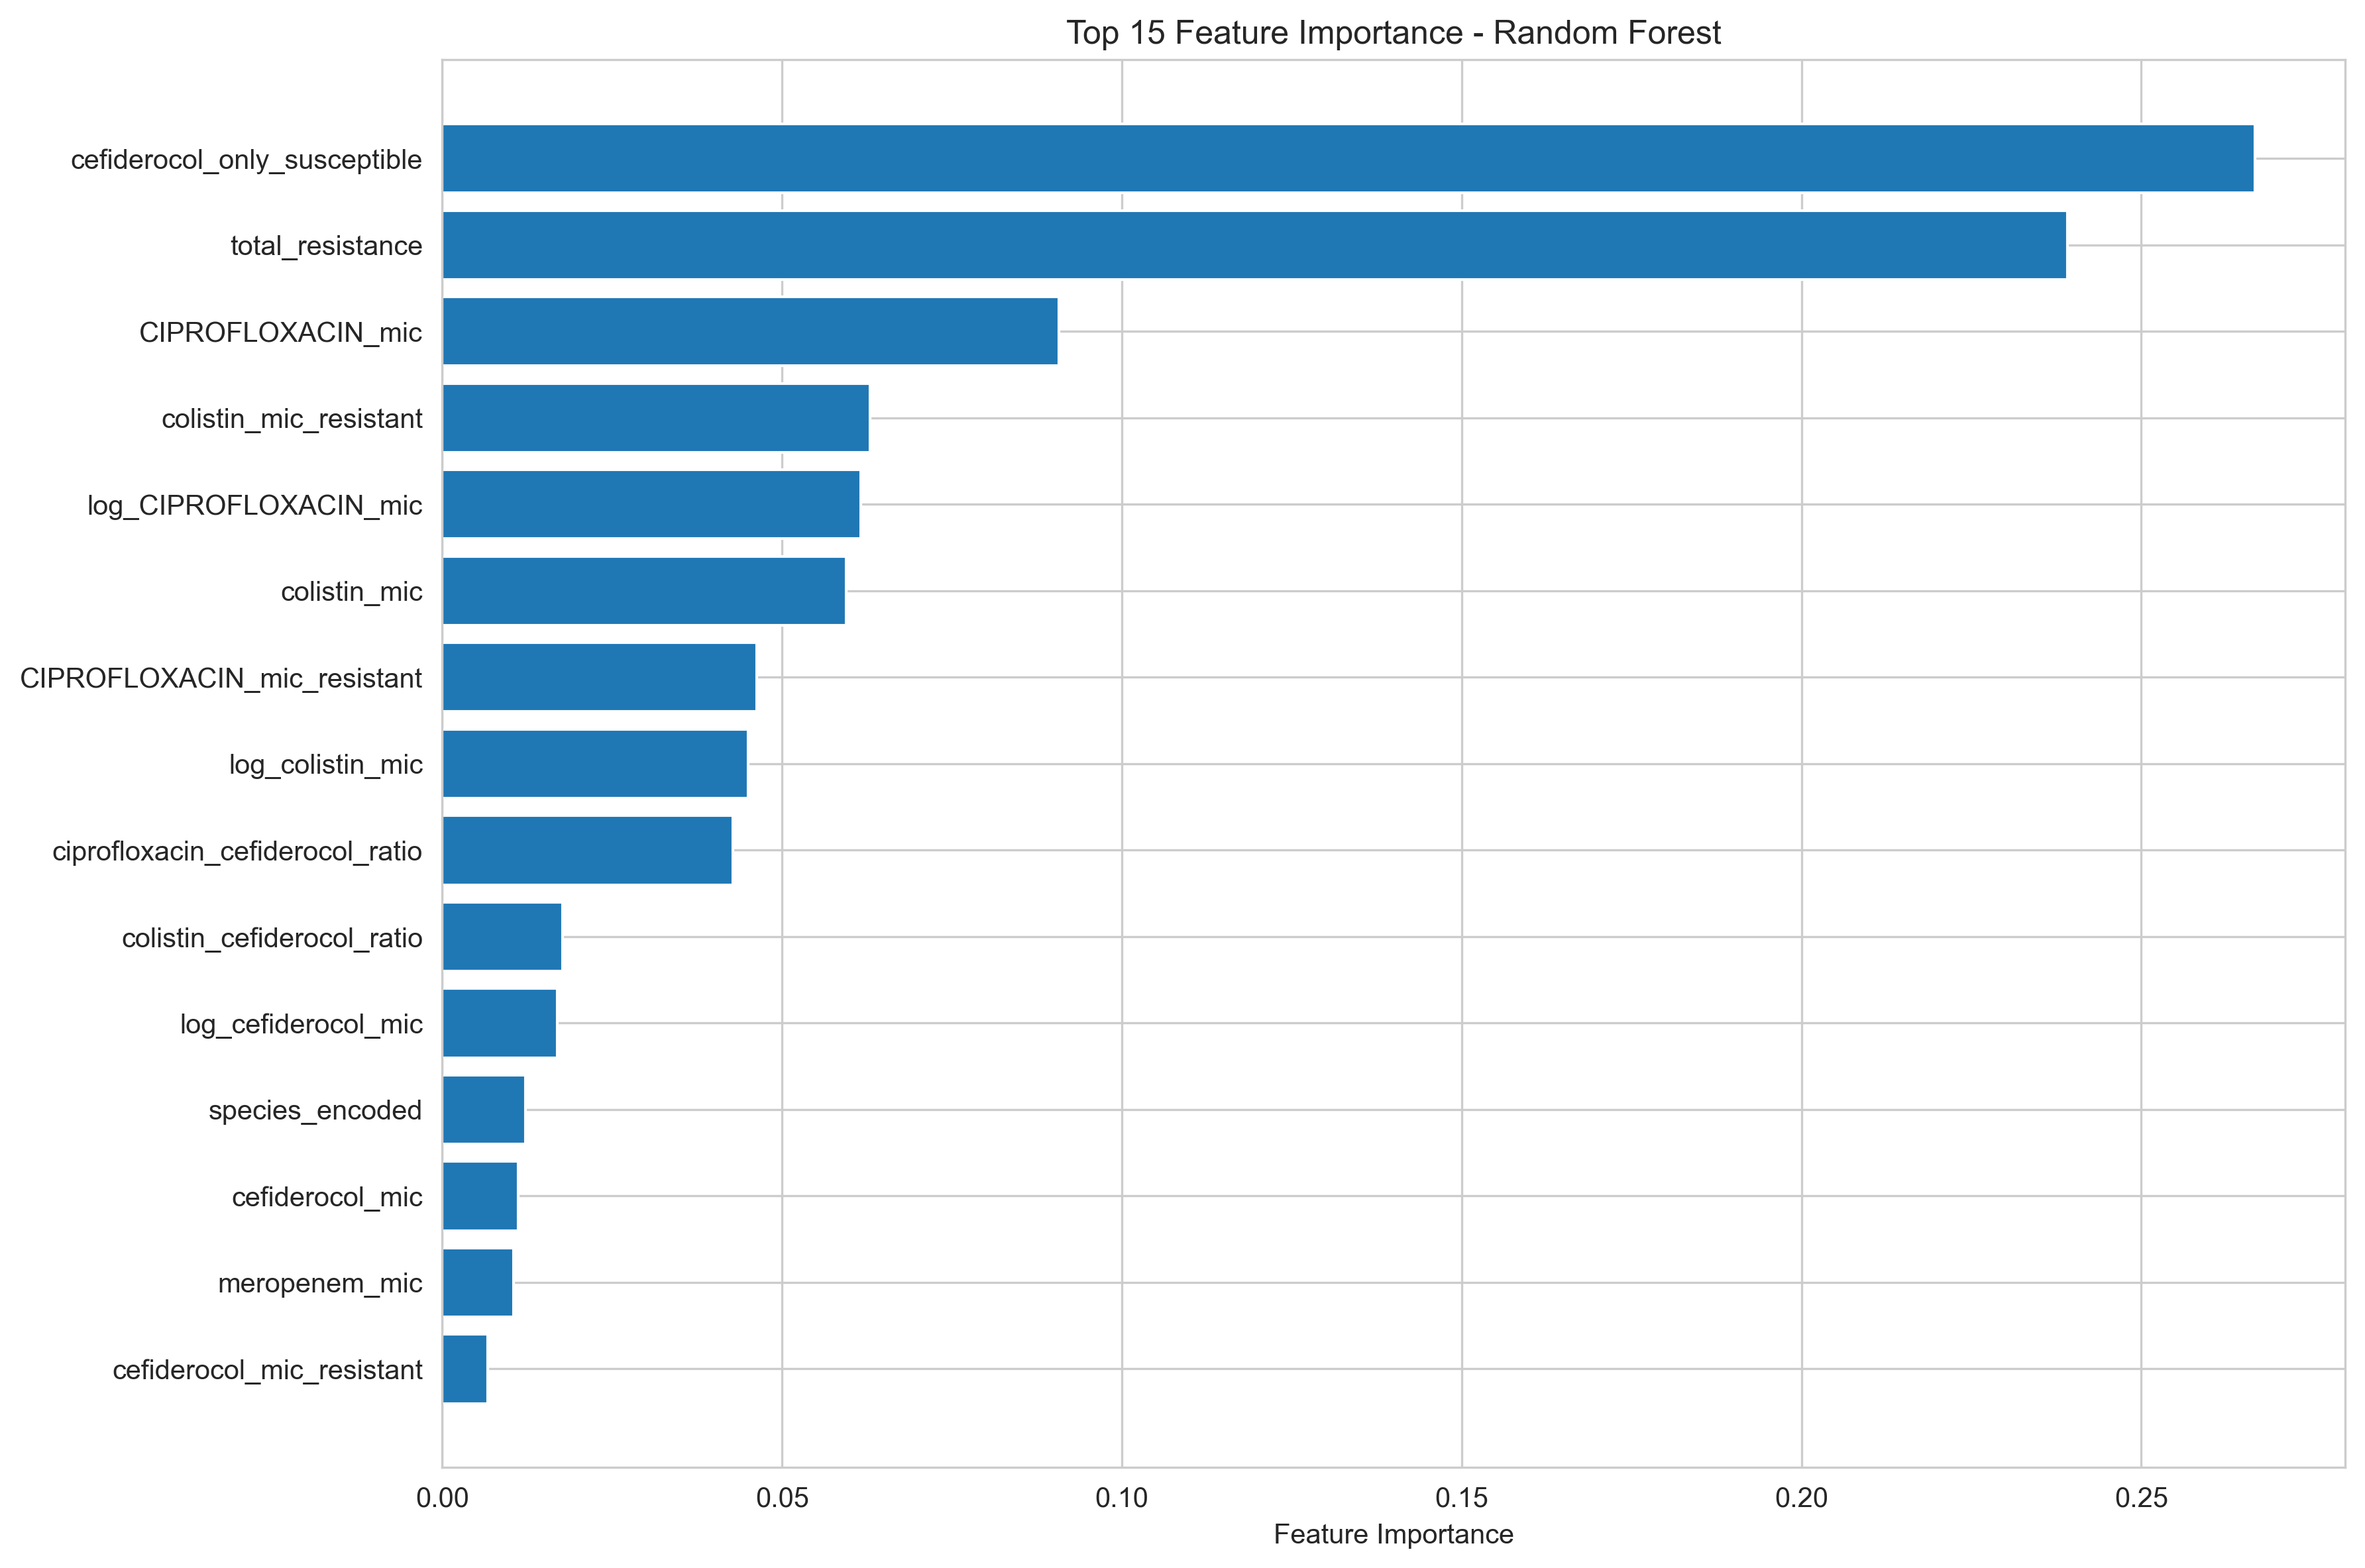 Top 15 Feature Importance - Random Forest
cefiderocol_only_susceptible
total_resistance
CIPROFLOXACIN_mic
colistin_mic_resistant
log_CIPROFLOXACIN_mic
colistin_mic
CIPROFLOXACIN_mic_resistant
log_colistin_mic
ciprofloxacin_cefiderocol_ratio
colistin_cefiderocol_ratio
log_cefiderocol_mic
species_encoded
cefiderocol_mic
meropenem_mic
cefiderocol_mic_resistant
0.00 0.05 0.10 0.15 0.20 0.25
Feature Importance